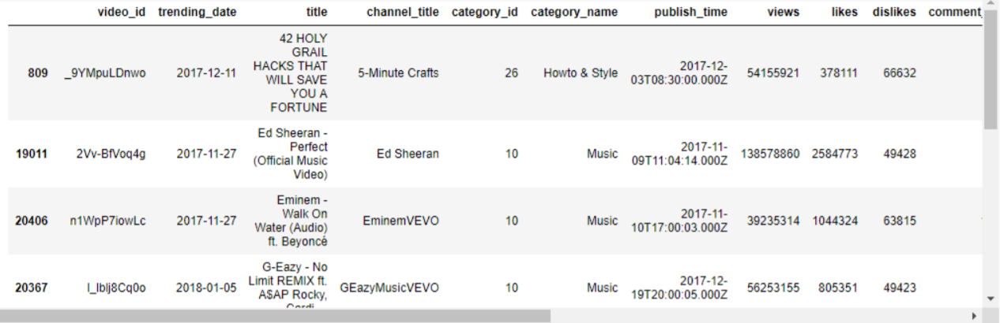 video_id trending_date title channel_title category_id category_name publish_time views likes dislikes comment_
42 HOLY
GRAIL
HACKS THAT
WILL SAVE
YOU A
FORTUNE
809 _9YMpuLDnwo 2017-12-11 5-Minute Crafts 26 Howto & Style 2017-12-
03T08:30:00.000Z 54155921 378111 66632
Ed Sheeran -
Perfect
(Official Music
Video)
19011 2Vv-BfVoq4g 2017-11-27 Ed Sheeran 10 Music 2017-11-
09T11:04:14.000Z 138578860 2584773 49428
Eminem -
Walk On
Water (Audio)
ft. Beyoncé
20406 n1WpP7iowLc 2017-11-27 EminemVEVO 10 Music 2017-11-
10T17:00:03.000Z 39235314 1044324 63815
G-Eazy - No
Limit REMIX ft.
A$AP Rocky,
20367 l_lblj8Cq0o 2018-01-05 GEazyMusicVEVO 10 Music 2017-12-
19T20:00:05.000Z 56253155 805351 49423